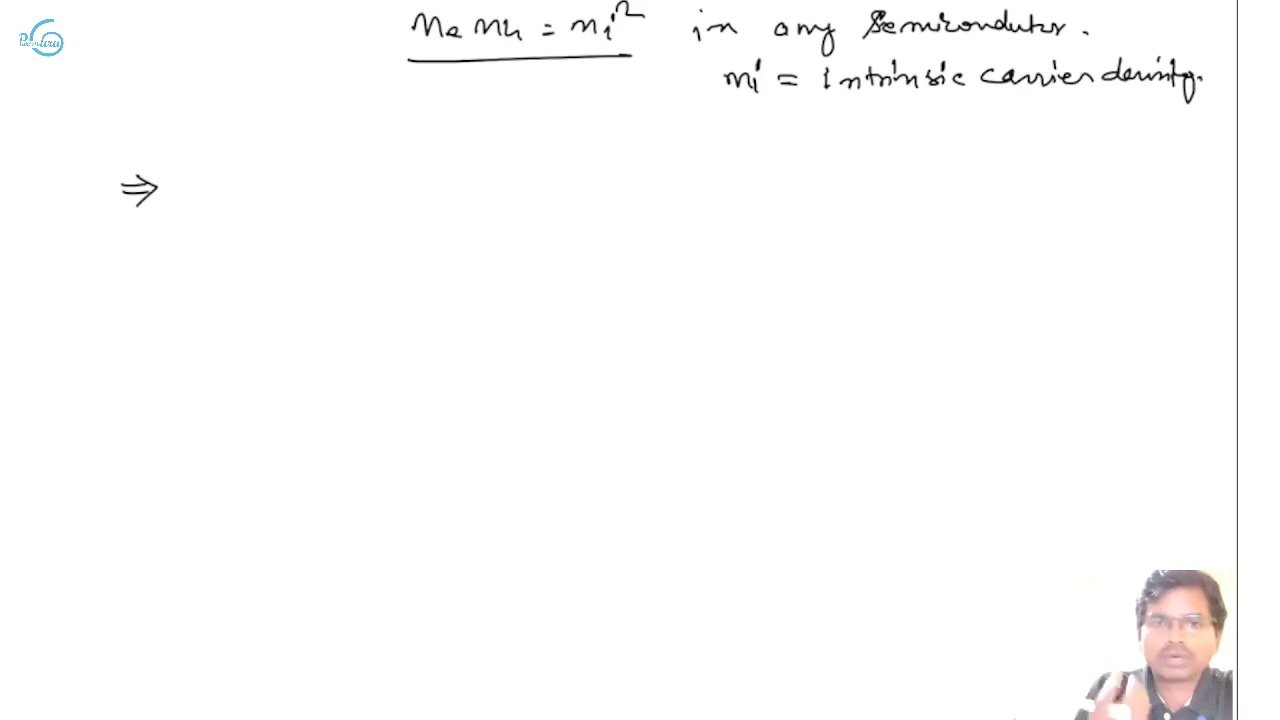 nₑ nₕ = nᵢ² in any Semiconductor.
nᵢ = intrinsic carrier density.
⇒